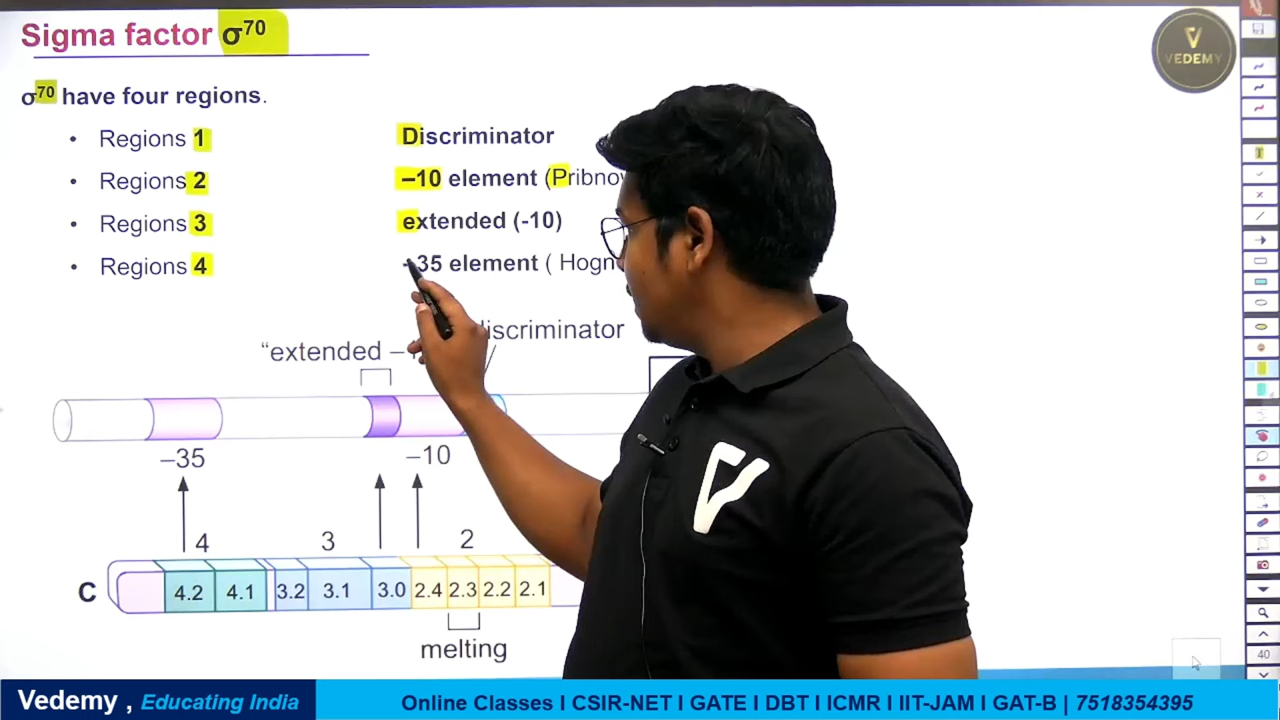 Sigma factor σ70
VEDEMY
σ70 have four regions.
• Regions 1 Discriminator
• Regions 2 –10 element (Pribnow
• Regions 3 extended (-10)
• Regions 4 -35 element ( Hogn
discriminator
"extended –
–35 –10
4 3 2
C 4.2 4.1 3.2 3.1 3.0 2.4 2.3 2.2 2.1
melting
40
Vedemy , Educating India Online Classes I CSIR-NET I GATE I DBT I ICMR I IIT-JAM I GAT-B | 7518354395